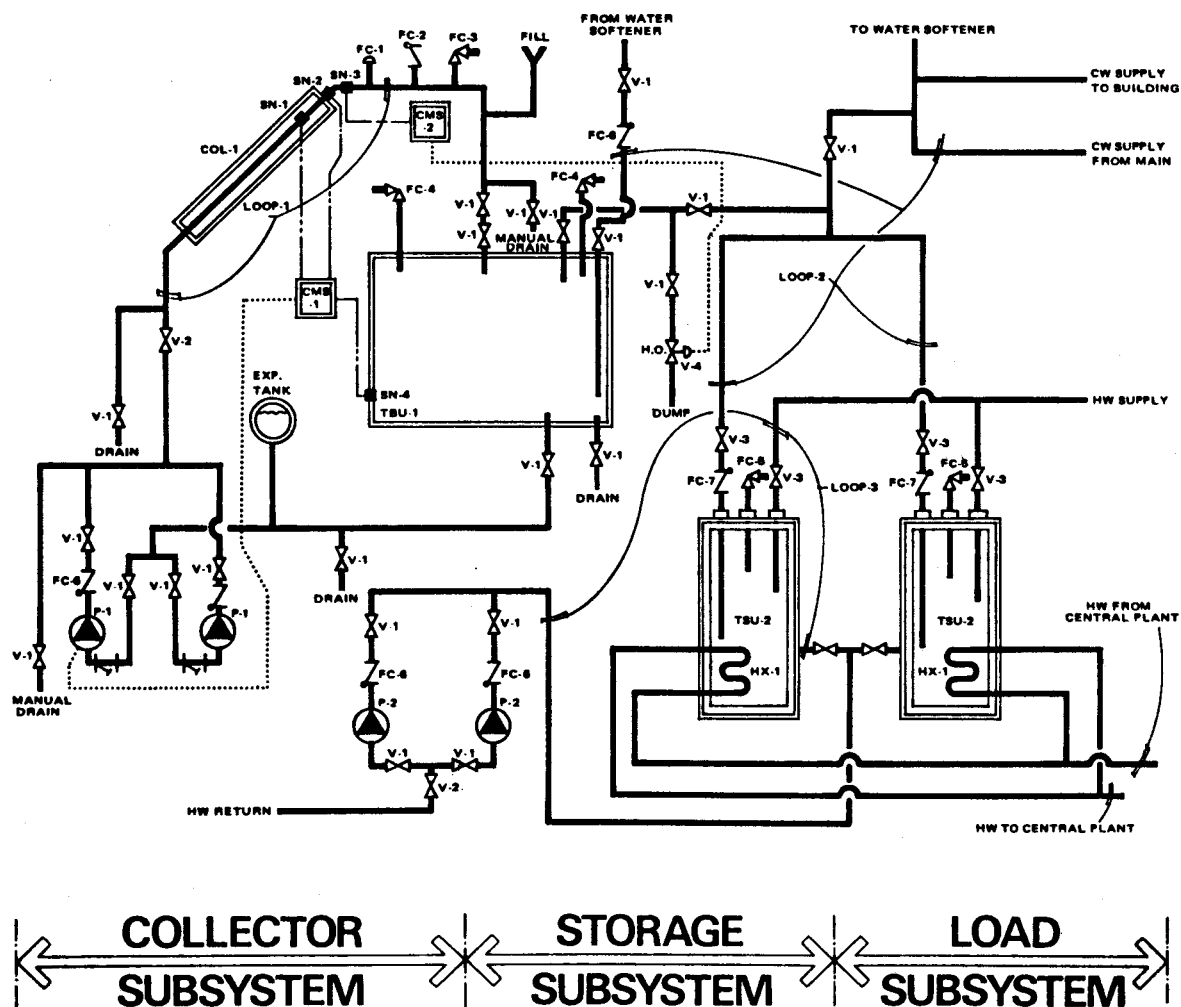 FROM WATER
SOFTENER
TO WATER SOFTENER
FC-1
FC-2
FC-3
FILL
V-1
CW SUPPLY
TO BUILDING
SN-1
SN-2
SN-3
CMS
-2
FC-6
V-1
CW SUPPLY
FROM MAIN
COL-1
LOOP-1
FC-4
FC-4
V-1
V-1
V-1
V-1
V-1
V-1
MANUAL
DRAIN
CMS
-1
V-1
LOOP-2
V-2
H.O.
V-4
EXP.
TANK
SN-4
TBU-1
DUMP
HW SUPPLY
V-1
DRAIN
V-1
V-1
DRAIN
V-3
FC-5
V-3
FC-7
LOOP-3
V-3
FC-5
V-3
FC-7
V-1
V-1
V-1
V-1
V-1
DRAIN
FC-6
P-1
P-1
V-1
MANUAL
DRAIN
V-1
V-1
FC-6
FC-6
P-2
P-2
TSU-2
TSU-2
HX-1
HX-1
HW FROM
CENTRAL PLANT
V-1
V-1
V-2
HW RETURN
HW TO CENTRAL PLANT
COLLECTOR
SUBSYSTEM
STORAGE
SUBSYSTEM
LOAD
SUBSYSTEM